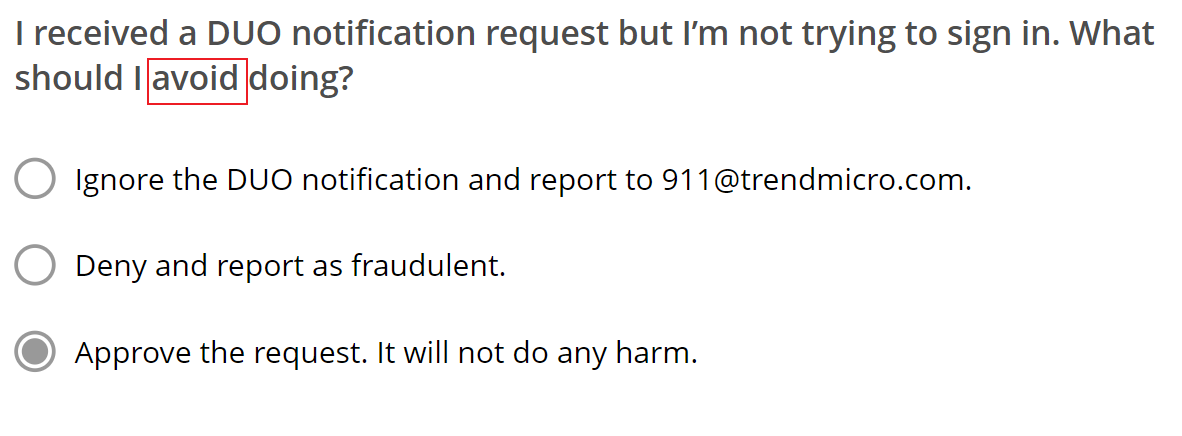 I received a DUO notification request but I’m not trying to sign in. What
should I avoid doing?
Ignore the DUO notification and report to 911@trendmicro.com.
Deny and report as fraudulent.
Approve the request. It will not do any harm.